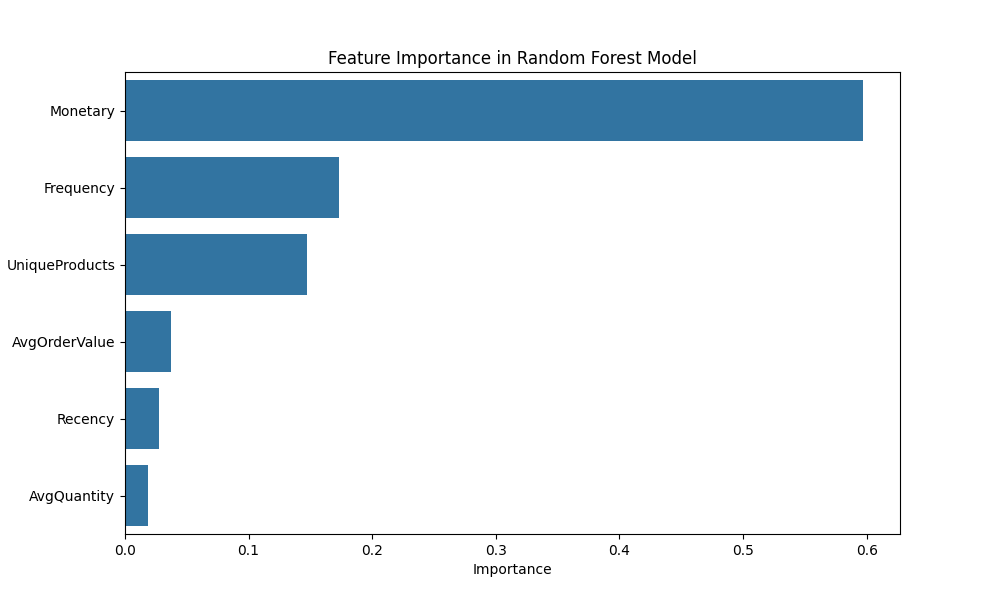 Feature Importance in Random Forest Model
Monetary
Frequency
UniqueProducts
AvgOrderValue
Recency
AvgQuantity
0.0 0.1 0.2 0.3 0.4 0.5 0.6
Importance